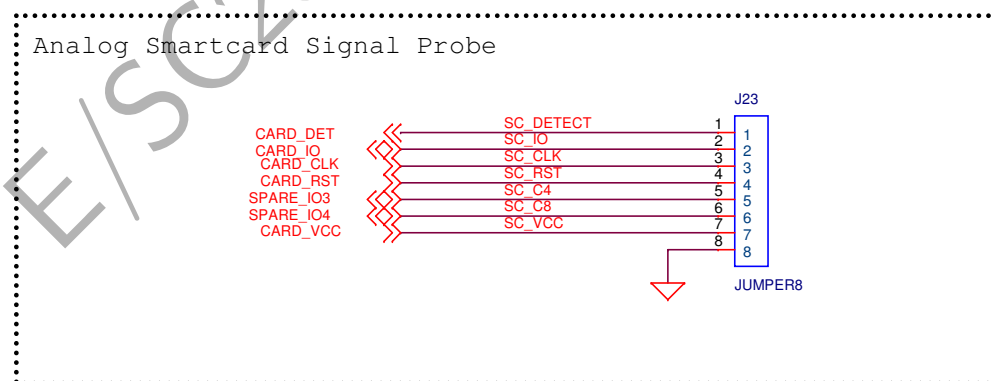 Analog Smartcard Signal Probe
J23
CARD_DET SC_DETECT 1 1
CARD_IO SC_IO 2 2
CARD_CLK SC_CLK 3 3
CARD_RST SC_RST 4 4
SPARE_IO3 SC_C4 5 5
SPARE_IO4 SC_C8 6 6
CARD_VCC SC_VCC 7 7
8 8
JUMPER8
E/SC